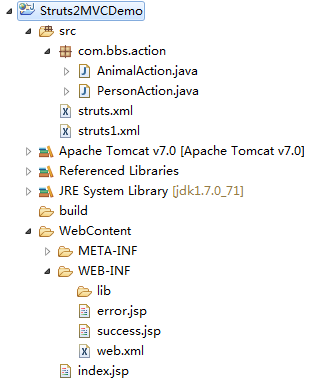 Struts2MVCDemo
src
com.bbs.action
AnimalAction.java
PersonAction.java
struts.xml
struts1.xml
Apache Tomcat v7.0 [Apache Tomcat v7.0]
Referenced Libraries
JRE System Library [jdk1.7.0_71]
build
WebContent
META-INF
WEB-INF
lib
error.jsp
success.jsp
web.xml
index.jsp